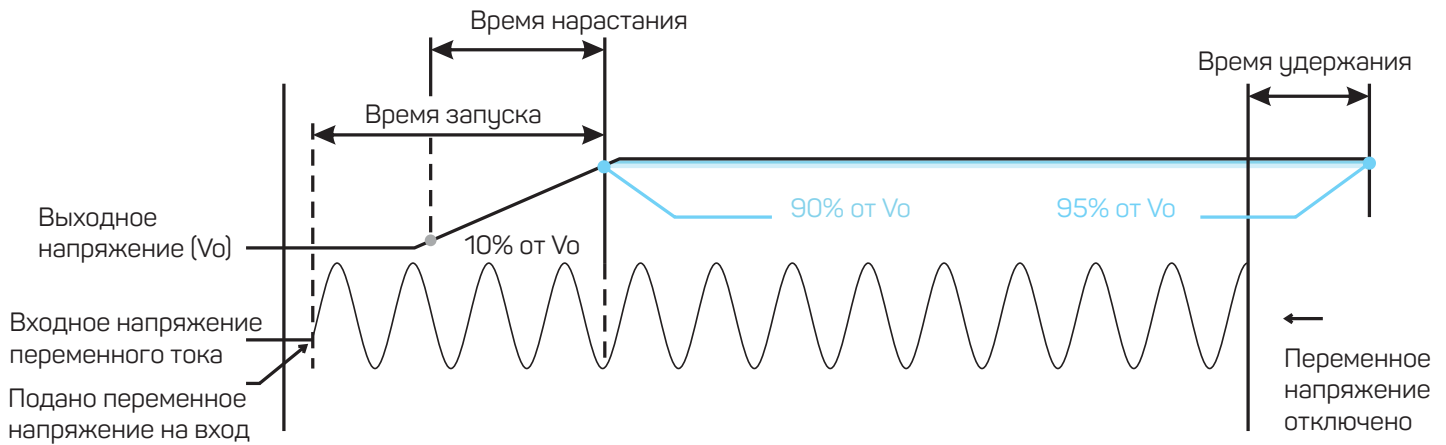 Время нарастания
Время удержания
Время запуска
90% от Vo
95% от Vo
Выходное
напряжение (Vo)
10% от Vo
Входное напряжение
переменного тока
Подано переменное
напряжение на вход
Переменное
напряжение
отключено